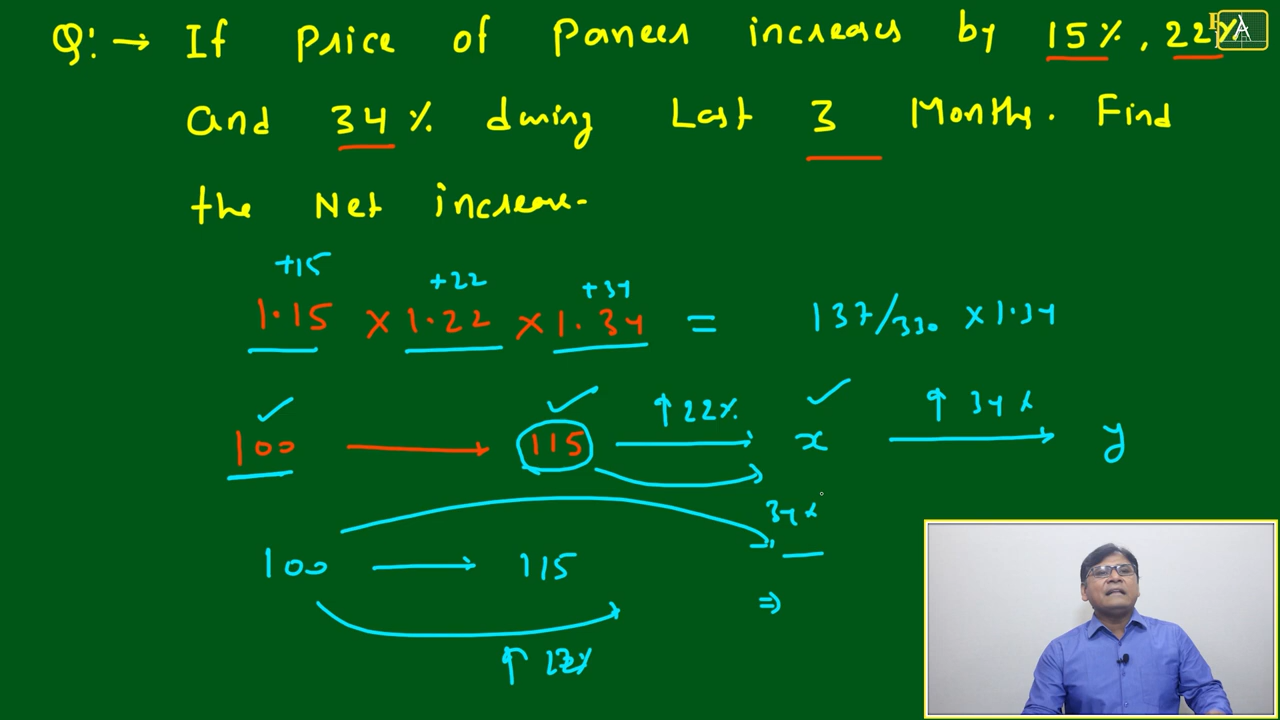 Q:→ If Price of Paneer increases by 15%, 22%
and 34% during Last 3 Months. Find
the Net increase.
+15 +22 +34
1.15 × 1.22 × 1.34 = 137/330 × 1.34
100 → 115 ↑ 22% → x ↑ 34% → y
34%
100 → 115
⇒
↑ 22%